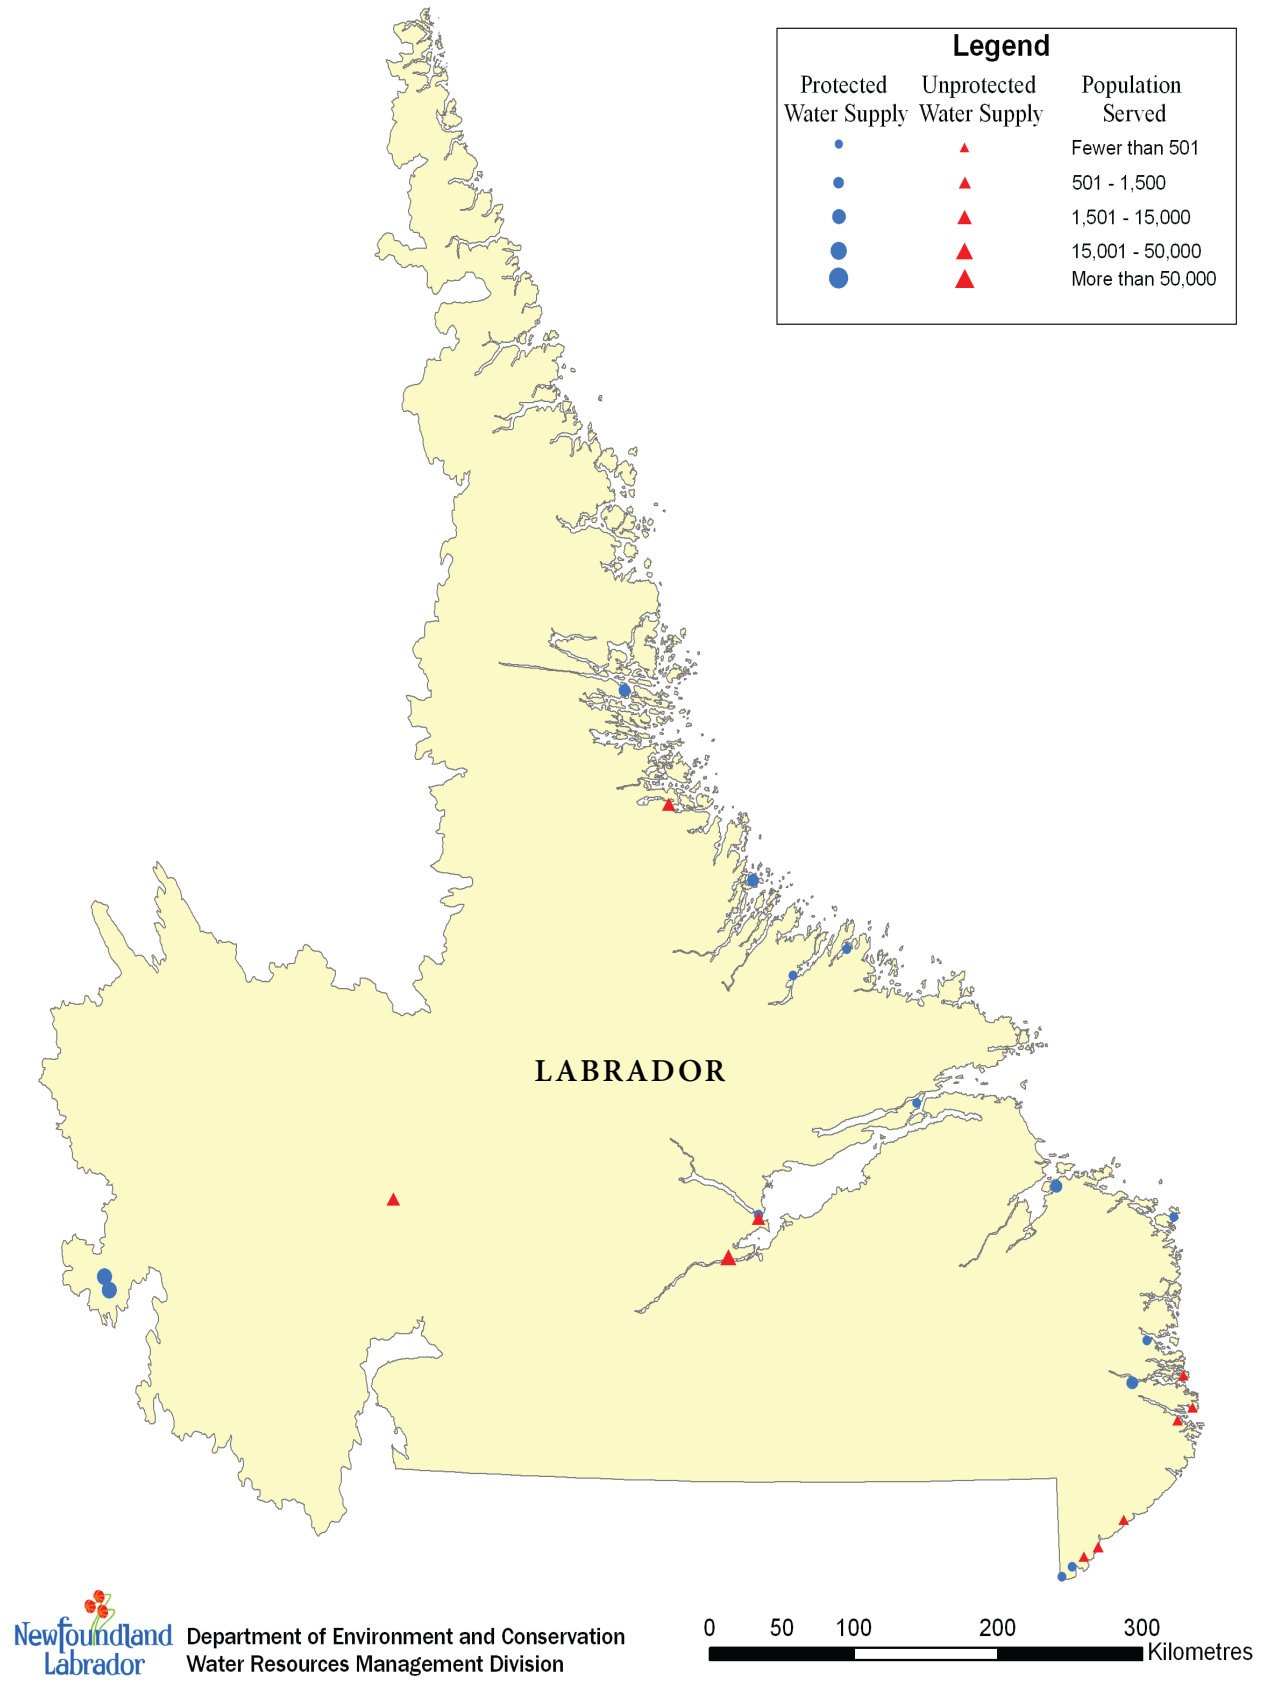 Legend
Protected Water Supply
Unprotected Water Supply
Population Served
Fewer than 501
501 - 1,500
1,501 - 15,000
15,001 - 50,000
More than 50,000
LABRADOR
Newfoundland
Labrador
Department of Environment and Conservation
Water Resources Management Division
0 50 100 200 300
Kilometres